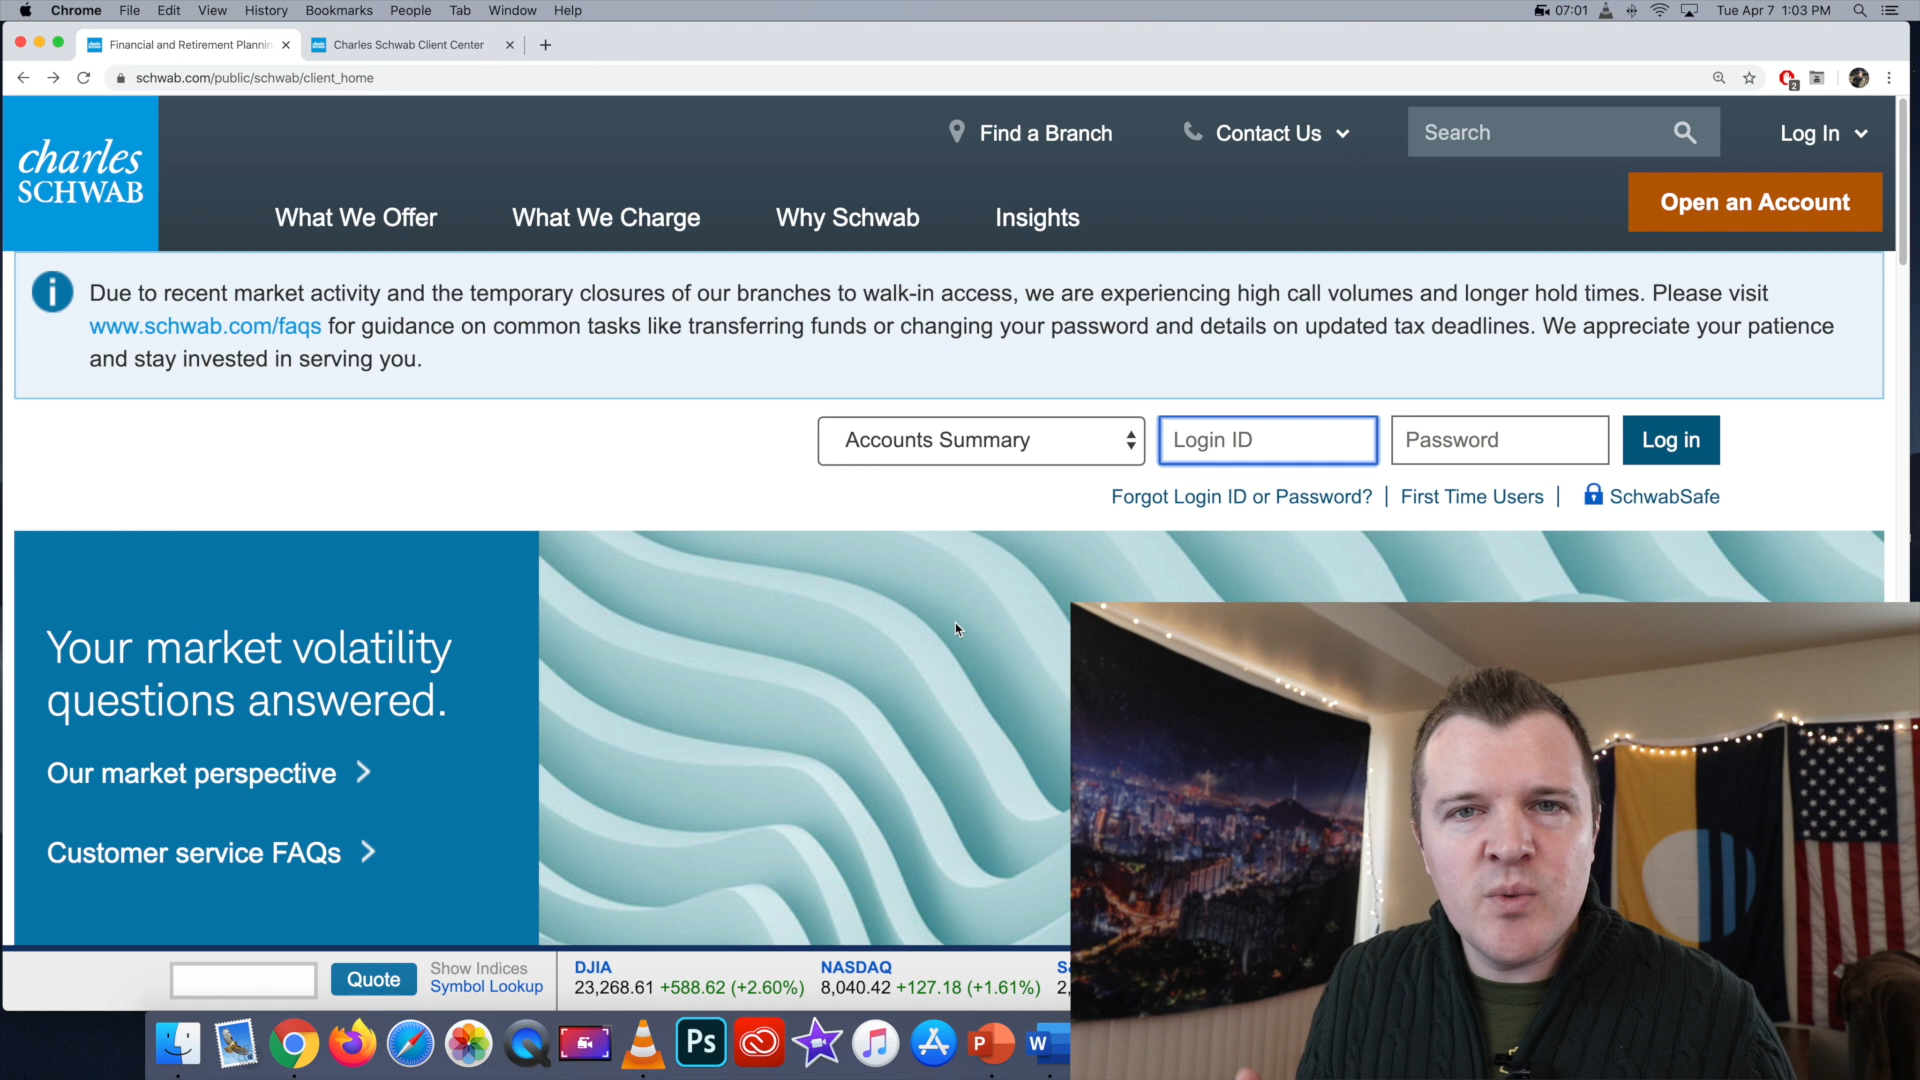 Chrome File Edit View History Bookmarks People Tab Window Help 07:01 Tue Apr 7 1:03 PM
Financial and Retirement Plannin
Charles Schwab Client Center
schwab.com/public/schwab/client_home
2
charles
SCHWAB
Find a Branch
Contact Us
Search
Log In
What We Offer
What We Charge
Why Schwab
Insights
Open an Account
Due to recent market activity and the temporary closures of our branches to walk-in access, we are experiencing high call volumes and longer hold times. Please visit
www.schwab.com/faqs for guidance on common tasks like transferring funds or changing your password and details on updated tax deadlines. We appreciate your patience
and stay invested in serving you.
Accounts Summary
Login ID
Password
Log in
Forgot Login ID or Password? | First Time Users | SchwabSafe
Your market volatility
questions answered.
Our market perspective
Customer service FAQs
Quote
Show Indices
Symbol Lookup
DJIA
23,268.61 +588.62 (+2.60%)
NASDAQ
8,040.42 +127.18 (+1.61%)
2,
Ps
P
W